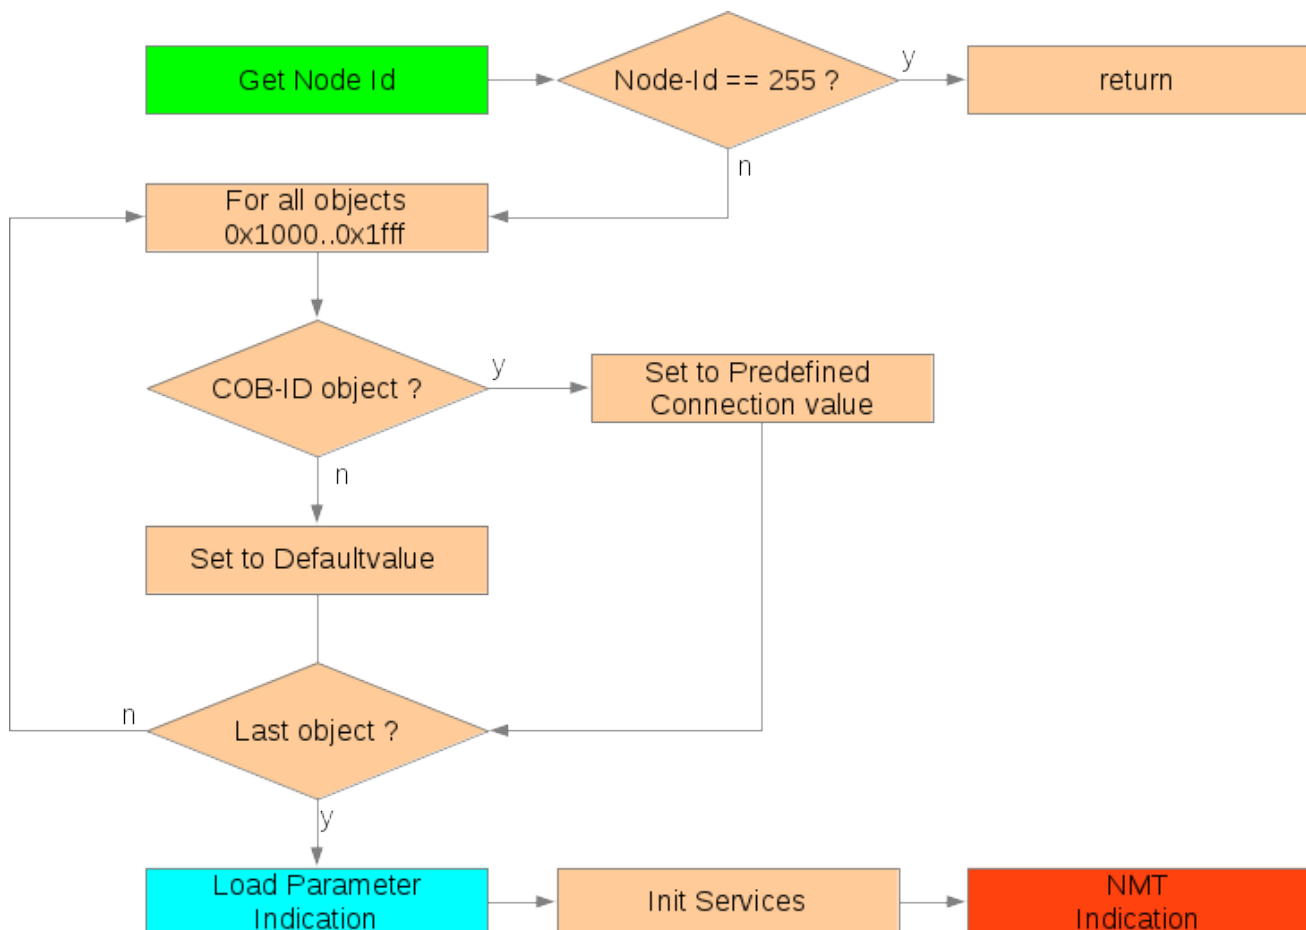 Get Node Id
Node-Id == 255 ?
y
return
n
For all objects
0x1000..0x1fff
COB-ID object ?
y
Set to Predefined
Connection value
n
Set to Defaultvalue
n
Last object ?
y
Load Parameter
Indication
Init Services
NMT
Indication